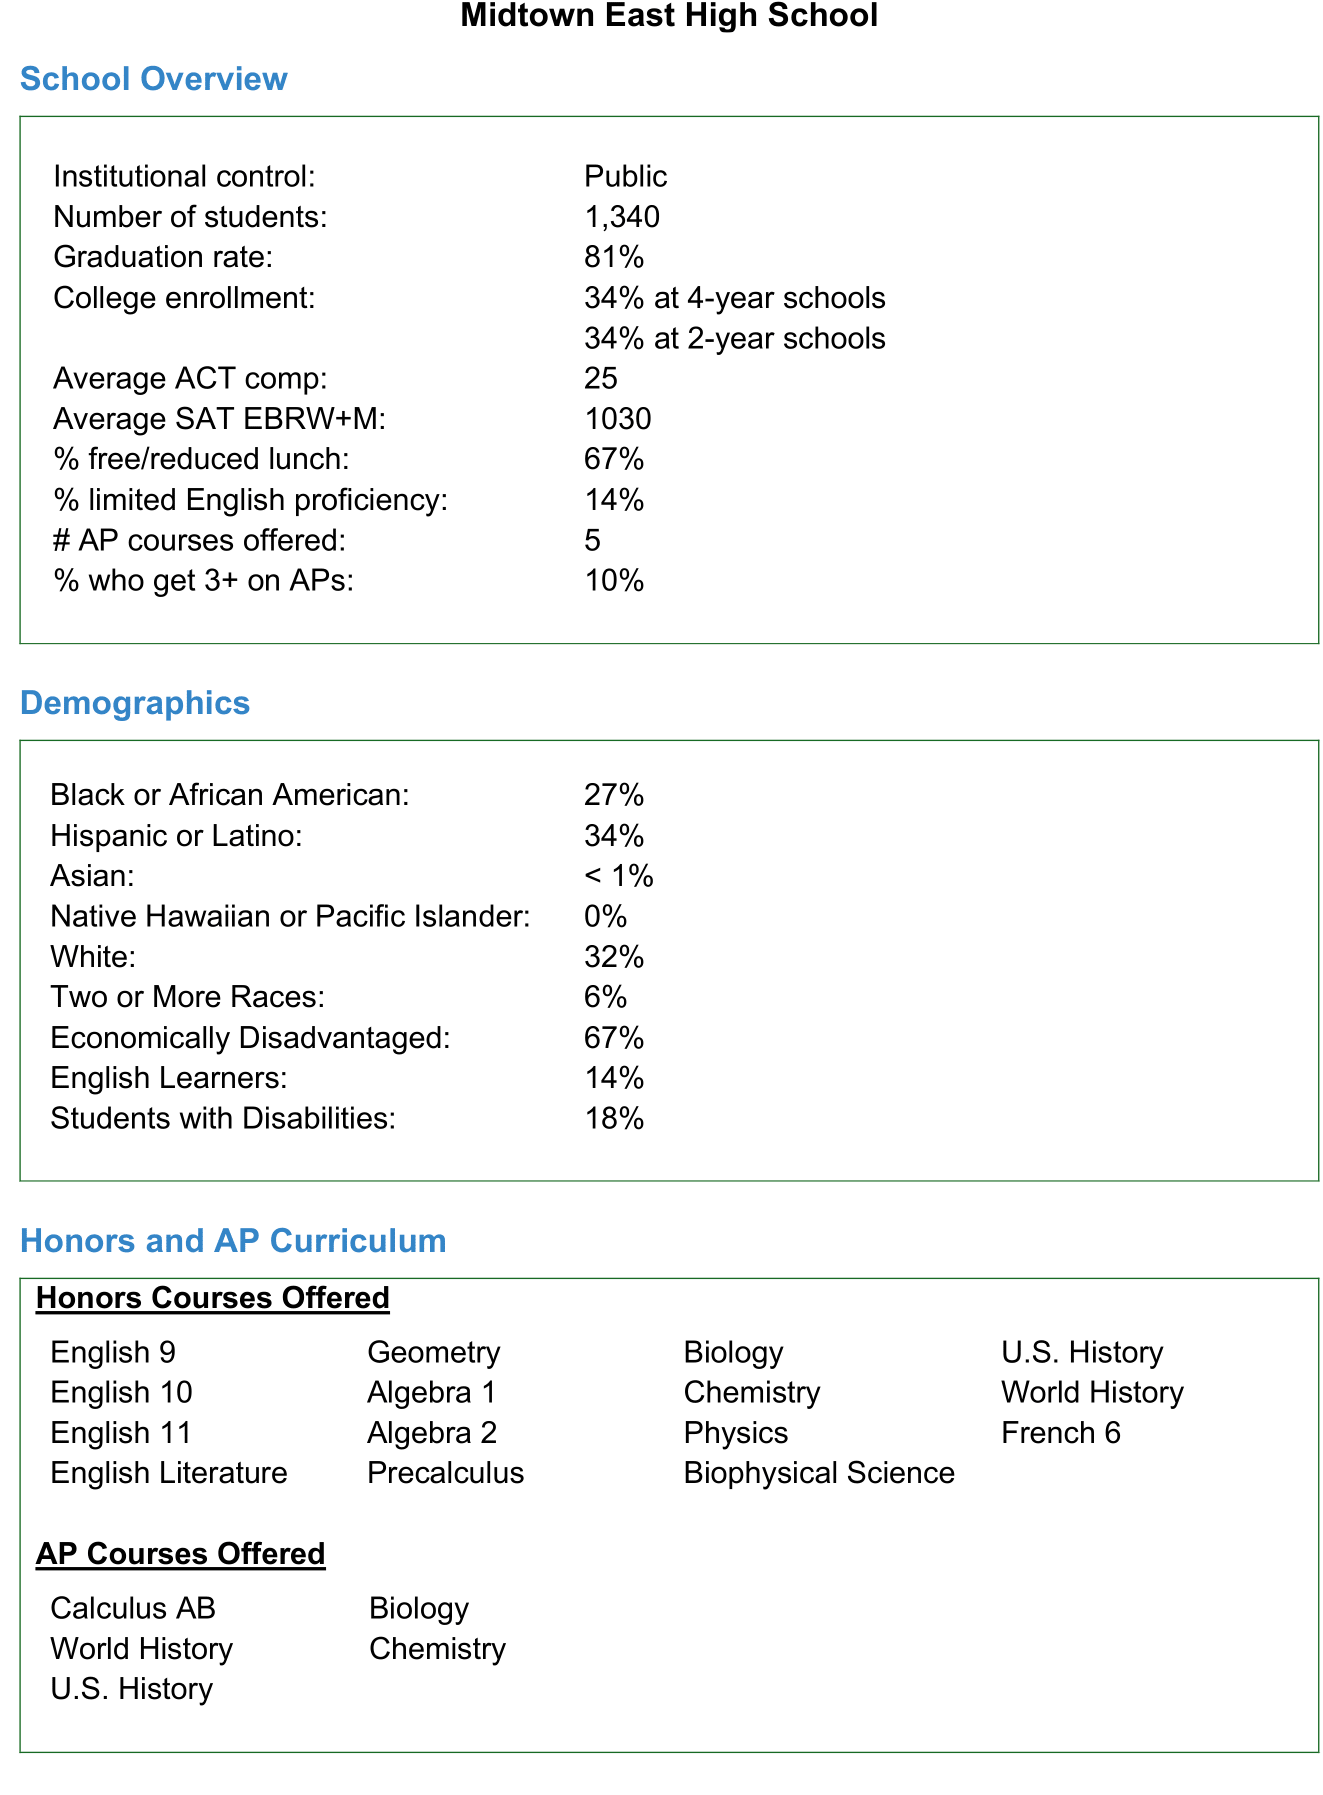 Midtown East High School
School Overview
Institutional control: Public
Number of students: 1,340
Graduation rate: 81%
College enrollment: 34% at 4-year schools
34% at 2-year schools
Average ACT comp: 25
Average SAT EBRW+M: 1030
% free/reduced lunch: 67%
% limited English proficiency: 14%
# AP courses offered: 5
% who get 3+ on APs: 10%
Demographics
Black or African American: 27%
Hispanic or Latino: 34%
Asian: < 1%
Native Hawaiian or Pacific Islander: 0%
White: 32%
Two or More Races: 6%
Economically Disadvantaged: 67%
English Learners: 14%
Students with Disabilities: 18%
Honors and AP Curriculum
Honors Courses Offered
English 9 Geometry Biology U.S. History
English 10 Algebra 1 Chemistry World History
English 11 Algebra 2 Physics French 6
English Literature Precalculus Biophysical Science
AP Courses Offered
Calculus AB Biology
World History Chemistry
U.S. History